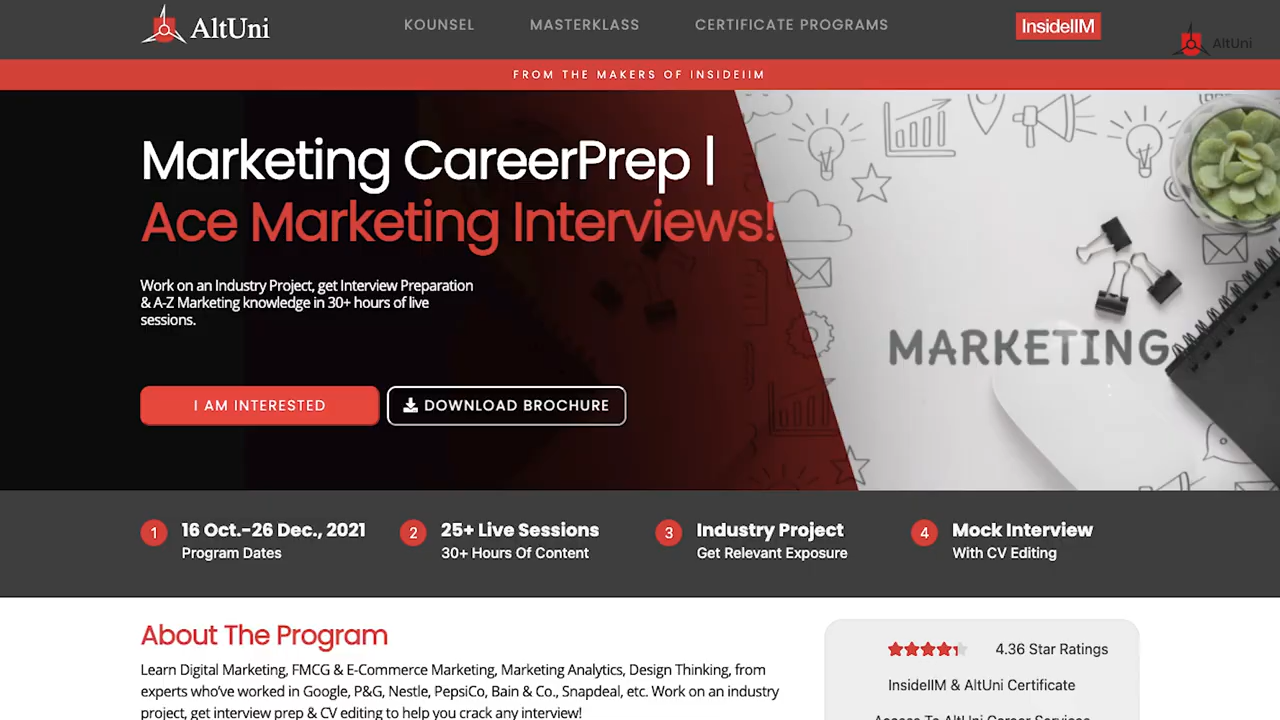 AltUni
KOUNSEL
MASTERKLASS
CERTIFICATE PROGRAMS
InsideIIM
AltUni
FROM THE MAKERS OF INSIDEIIM
Marketing CareerPrep |
Ace Marketing Interviews!
Work on an Industry Project, get Interview Preparation
& A-Z Marketing knowledge in 30+ hours of live
sessions.
I AM INTERESTED
DOWNLOAD BROCHURE
MARKETING
1
16 Oct.-26 Dec., 2021
Program Dates
2
25+ Live Sessions
30+ Hours Of Content
3
Industry Project
Get Relevant Exposure
4
Mock Interview
With CV Editing
About The Program
Learn Digital Marketing, FMCG & E-Commerce Marketing, Marketing Analytics, Design Thinking, from
experts who've worked in Google, P&G, Nestle, PepsiCo, Bain & Co., Snapdeal, etc. Work on an industry
project, get interview prep & CV editing to help you crack any interview!
4.36 Star Ratings
InsideIIM & AltUni Certificate
Access To AltUni Career Services